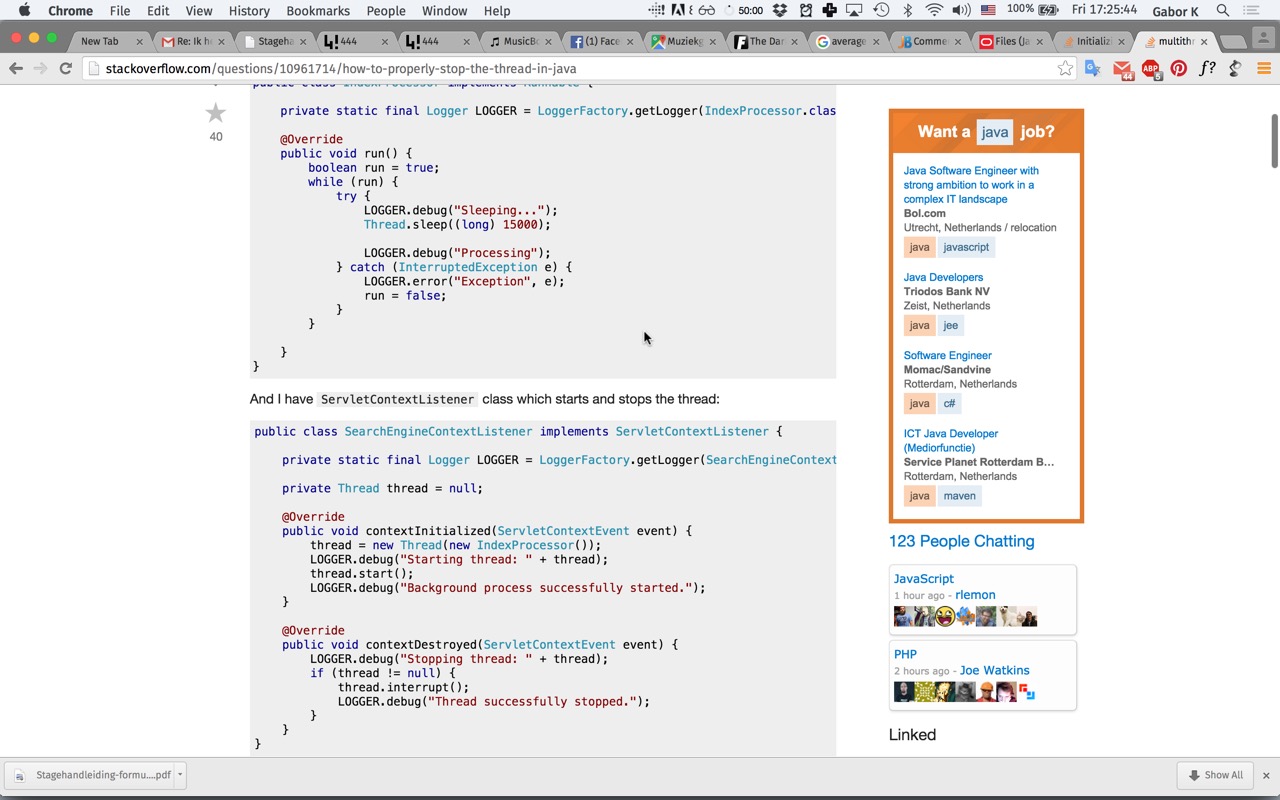 Chrome File Edit View History Bookmarks People Window Help 50:00 100% Fri 17:25:44 Gabor K
New Tab Re: Ik h Stageh 4! 444 4! 444 MusicB (1) Face Muziekg The Dar average Comme Files (Ja Initializi multithr
stackoverflow.com/questions/10961714/how-to-properly-stop-the-thread-in-java
44
5
40
public class IndexProcessor implements Runnable {
private static final Logger LOGGER = LoggerFactory.getLogger(IndexProcessor.clas
@Override
public void run() {
boolean run = true;
while (run) {
try {
LOGGER.debug("Sleeping...");
Thread.sleep((long) 15000);
LOGGER.debug("Processing");
} catch (InterruptedException e) {
LOGGER.error("Exception", e);
run = false;
}
}
}
}
And I have ServletContextListener class which starts and stops the thread:
public class SearchEngineContextListener implements ServletContextListener {
private static final Logger LOGGER = LoggerFactory.getLogger(SearchEngineContext
private Thread thread = null;
@Override
public void contextInitialized(ServletContextEvent event) {
thread = new Thread(new IndexProcessor());
LOGGER.debug("Starting thread: " + thread);
thread.start();
LOGGER.debug("Background process successfully started.");
}
@Override
public void contextDestroyed(ServletContextEvent event) {
LOGGER.debug("Stopping thread: " + thread);
if (thread != null) {
thread.interrupt();
LOGGER.debug("Thread successfully stopped.");
}
}
}
Want a java job?
Java Software Engineer with
strong ambition to work in a
complex IT landscape
Bol.com
Utrecht, Netherlands / relocation
java javascript
Java Developers
Triodos Bank NV
Zeist, Netherlands
java jee
Software Engineer
Momac/Sandvine
Rotterdam, Netherlands
java c#
ICT Java Developer
(Mediorfunctie)
Service Planet Rotterdam B...
Rotterdam, Netherlands
java maven
123 People Chatting
JavaScript
1 hour ago - rlemon
PHP
2 hours ago - Joe Watkins
Linked
Stagehandleiding-formu....pdf
Show All